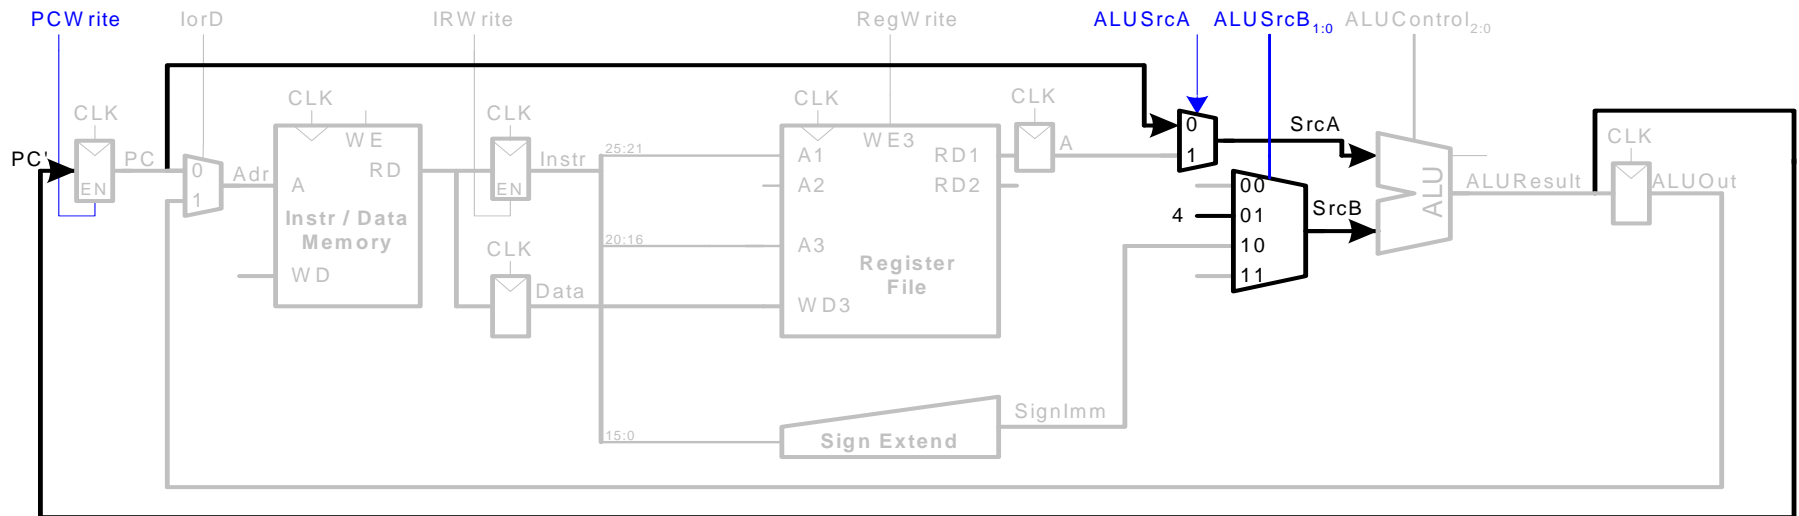 PCWrite IorD IRWrite RegWrite ALUSrcA ALUSrcB1:0 ALUControl2:0
CLK CLK CLK CLK CLK CLK
PC' EN PC 0 1 Adr
A WE RD
Instr / Data
Memory
WD
EN Instr
CLK
Data
25:21
20:16
15:0
A1 WE3 RD1
A2 RD2
A3
Register
File
WD3
A
0
1
SrcA
4
00
01
10
11
SrcB
ALU
ALUResult
ALUOut
SignImm
Sign Extend